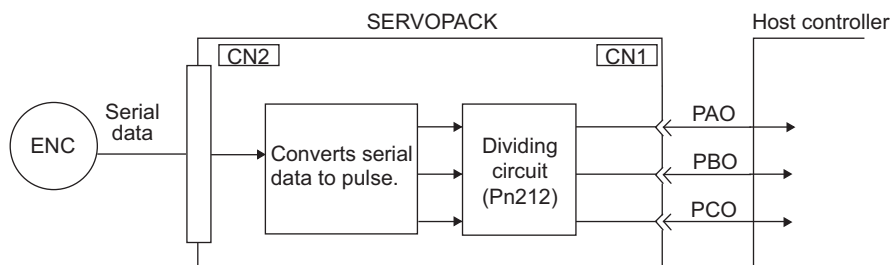 SERVOPACK
Host controller
CN2
CN1
Serial
data
ENC
Converts serial
data to pulse.
Dividing
circuit
(Pn212)
PAO
PBO
PCO